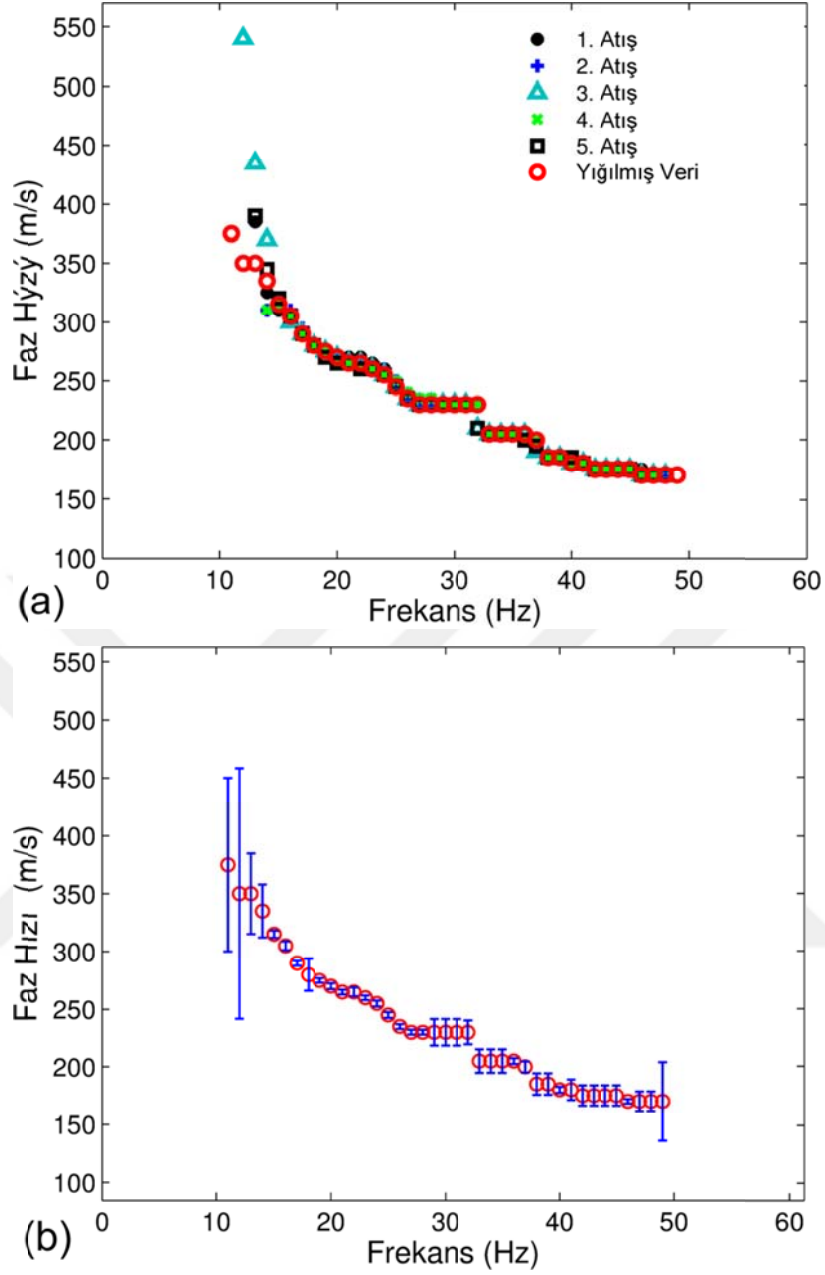 550
500
450
400
350
300
250
200
150
100
Faz Hýzý (m/s)
1. Atış
2. Atış
3. Atış
4. Atış
5. Atış
Yığılmış Veri
0 10 20 30 40 50 60
Frekans (Hz)
(a)
550
500
450
400
350
300
250
200
150
100
Faz Hızı (m/s)
0 10 20 30 40 50 60
Frekans (Hz)
(b)